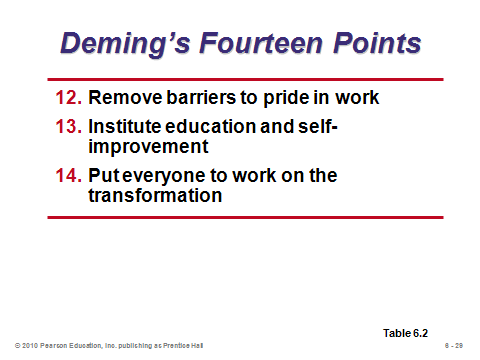 Deming's Fourteen Points
12. Remove barriers to pride in work
13. Institute education and self-
improvement
14. Put everyone to work on the
transformation
Table 6.2
© 2010 Pearson Education, Inc. publishing as Prentice Hall
6 - 29